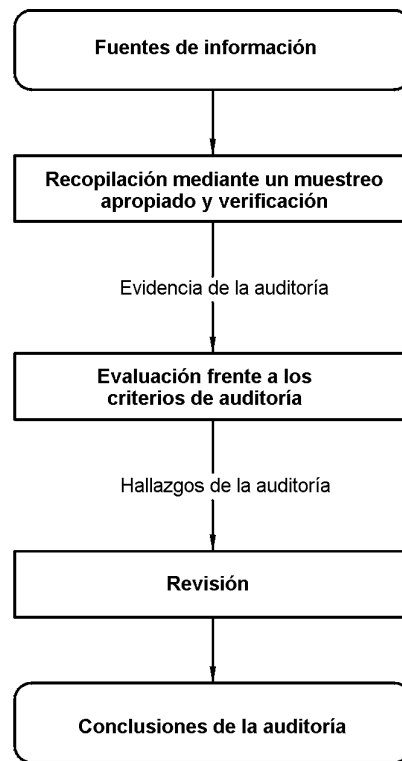 Fuentes de información
Recopilación mediante un muestreo
apropiado y verificación
Evidencia de la auditoría
Evaluación frente a los
criterios de auditoría
Hallazgos de la auditoría
Revisión
Conclusiones de la auditoría